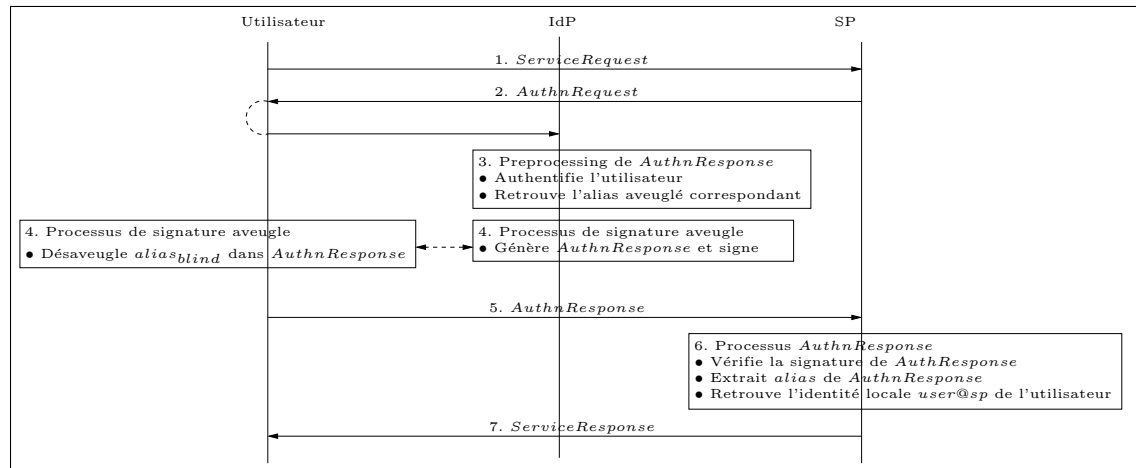 Utilisateur IdP SP
1. ServiceRequest
2. AuthnRequest
3. Preprocessing de AuthnResponse
● Authentifie l'utilisateur
● Retrouve l'alias aveuglé correspondant
4. Processus de signature aveugle
● Désaveugle alias_blind dans AuthnResponse
4. Processus de signature aveugle
● Génère AuthnResponse et signe
5. AuthnResponse
6. Processus AuthnResponse
● Vérifie la signature de AuthResponse
● Extrait alias de AuthnResponse
● Retrouve l'identité locale user@sp de l'utilisateur
7. ServiceResponse